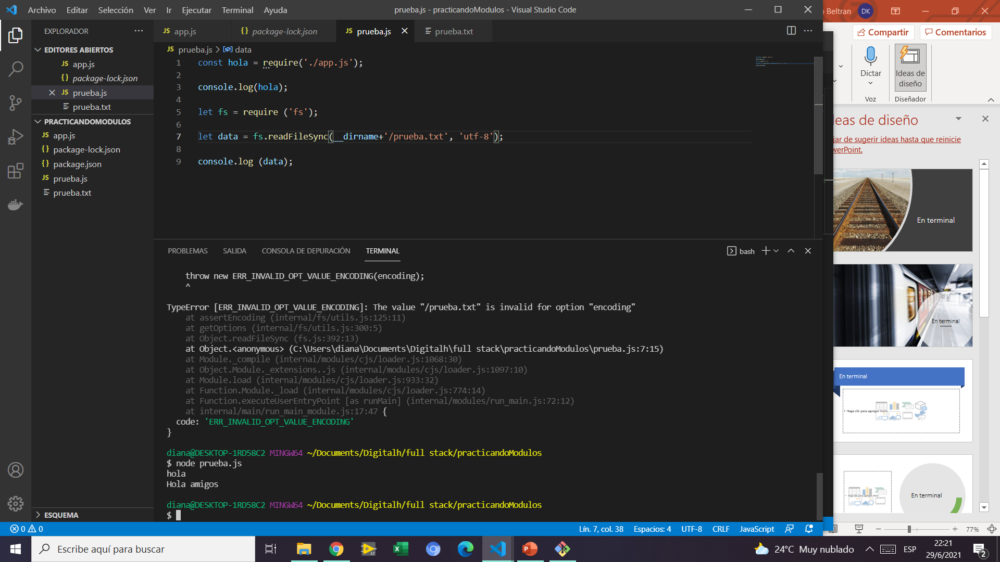 Archivo Editar Selección Ver Ir Ejecutar Terminal Ayuda
prueba.js - practicandoModulos - Visual Studio Code
Beltran DK
EXPLORADOR
EDITORES ABIERTOS
JS app.js
{} package-lock.json
JS prueba.js
prueba.txt
PRACTICANDOMODULOS
JS app.js
{} package-lock.json
{} package.json
JS prueba.js
prueba.txt
ESQUEMA
JS app.js {} package-lock.json JS prueba.js prueba.txt
JS prueba.js > data
1 const hola = require('./app.js');
2
3 console.log(hola);
4
5 let fs = require ('fs');
6
7 let data = fs.readFileSync(__dirname+'/prueba.txt', 'utf-8');
8
9 console.log (data);
PROBLEMAS SALIDA CONSOLA DE DEPURACIÓN TERMINAL bash
throw new ERR_INVALID_OPT_VALUE_ENCODING(encoding);
^
TypeError [ERR_INVALID_OPT_VALUE_ENCODING]: The value "/prueba.txt" is invalid for option "encoding"
at assertEncoding (internal/fs/utils.js:125:11)
at getOptions (internal/fs/utils.js:300:5)
at Object.readFileSync (fs.js:392:13)
at Object.<anonymous> (C:\Users\diana\Documents\Digitalh\full stack\practicandoModulos\prueba.js:7:15)
at Module._compile (internal/modules/cjs/loader.js:1068:30)
at Object.Module._extensions..js (internal/modules/cjs/loader.js:1097:10)
at Module.load (internal/modules/cjs/loader.js:933:32)
at Function.Module._load (internal/modules/cjs/loader.js:774:14)
at Function.executeUserEntryPoint [as runMain] (internal/modules/run_main.js:72:12)
at internal/main/run_main_module.js:17:47 {
code: 'ERR_INVALID_OPT_VALUE_ENCODING'
}
diana@DESKTOP-1RD58C2 MINGW64 ~/Documents/Digitalh/full stack/practicandoModulos
$ node prueba.js
hola
Hola amigos
diana@DESKTOP-1RD58C2 MINGW64 ~/Documents/Digitalh/full stack/practicandoModulos
$
0 0
Lín. 7, col. 38 Espacios: 4 UTF-8 CRLF JavaScript
Compartir Comentarios
Dictar
Ideas de
diseño
Voz Diseñador
deas de diseño
iar de sugerir ideas hasta que reinicie
werPoint.
En terminal
En terminal
En terminal
• Haga clic para agregar texto
En terminal
77%
Escribe aquí para buscar
24°C Muy nublado ESP
22:21
29/6/2021
2